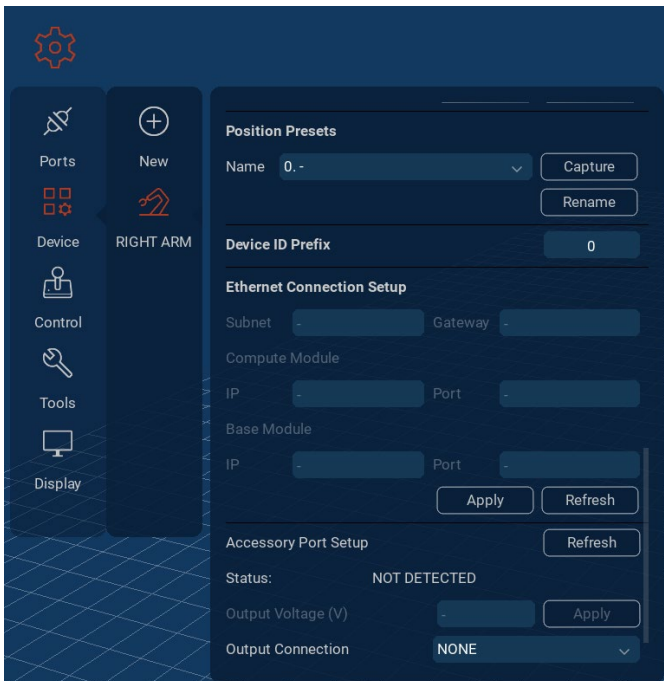 Ports
Device
Control
Tools
Display
New
RIGHT ARM
Position Presets
Name 0. - Capture
Rename
Device ID Prefix 0
Ethernet Connection Setup
Subnet - Gateway -
Compute Module
IP - Port -
Base Module
IP - Port -
Apply Refresh
Accessory Port Setup Refresh
Status: NOT DETECTED
Output Voltage (V) - Apply
Output Connection NONE